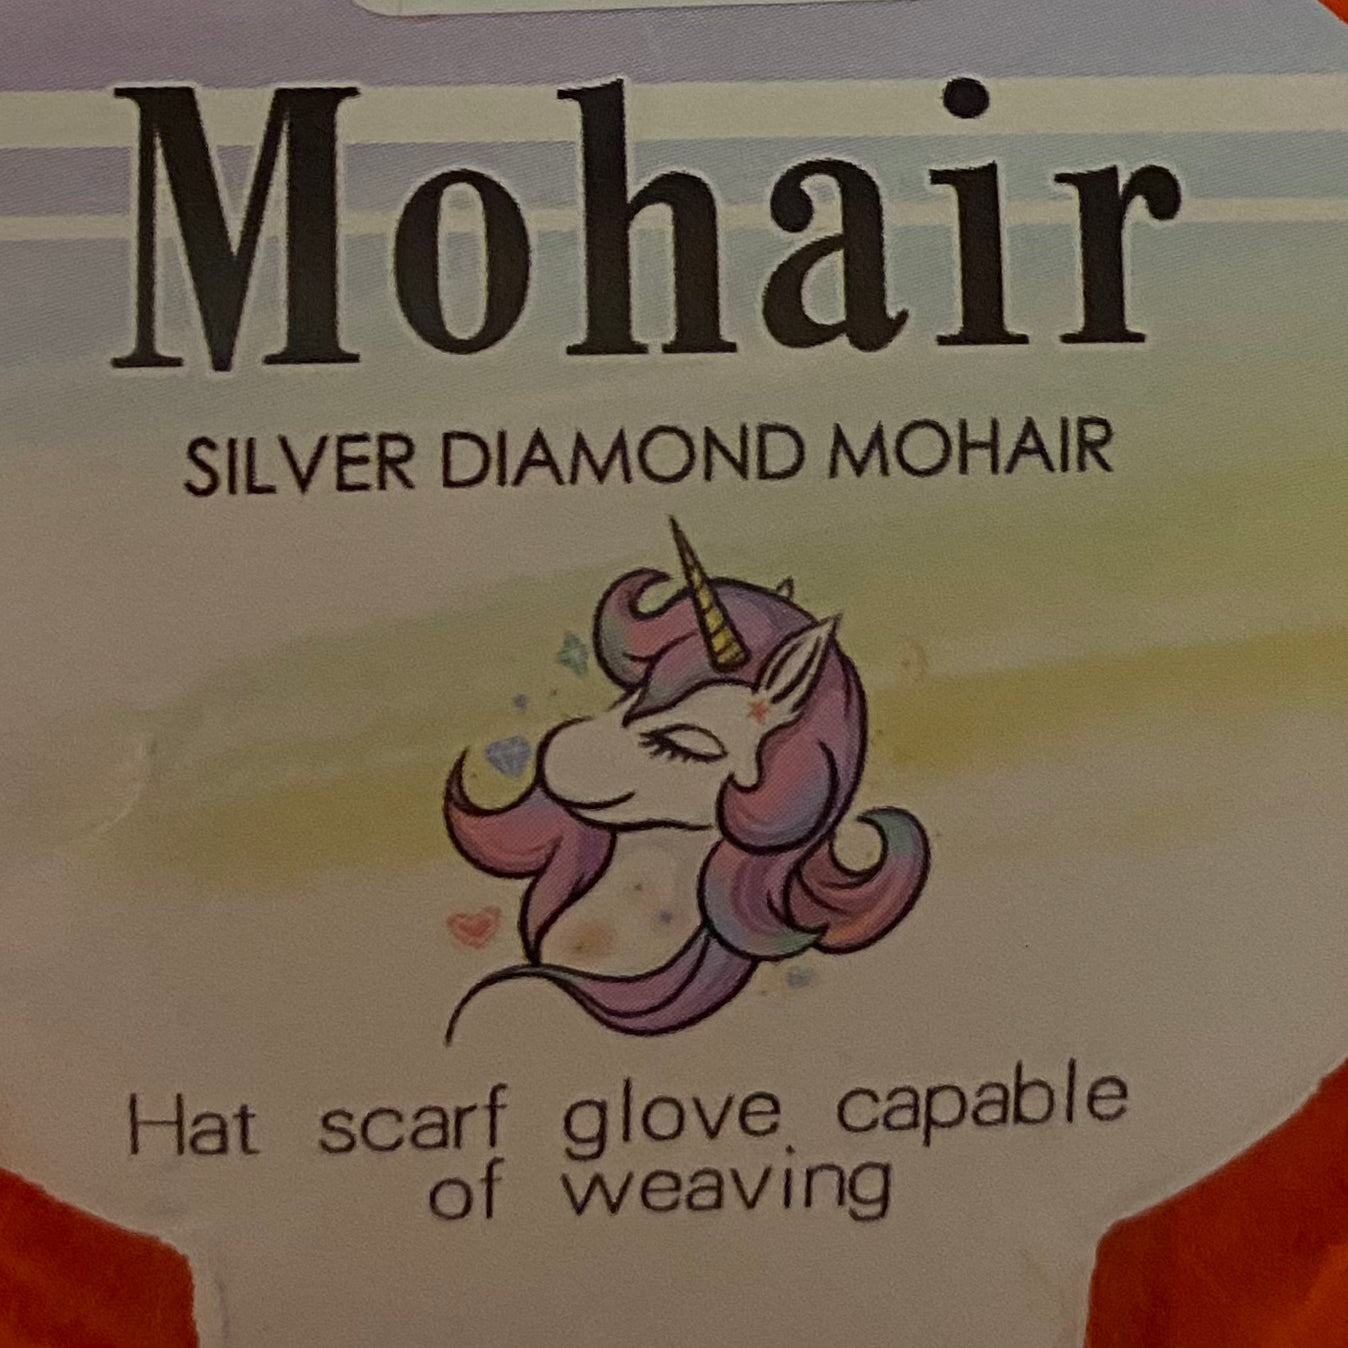 Mohair
SILVER DIAMOND MOHAIR
Hat scarf glove capable
of weaving